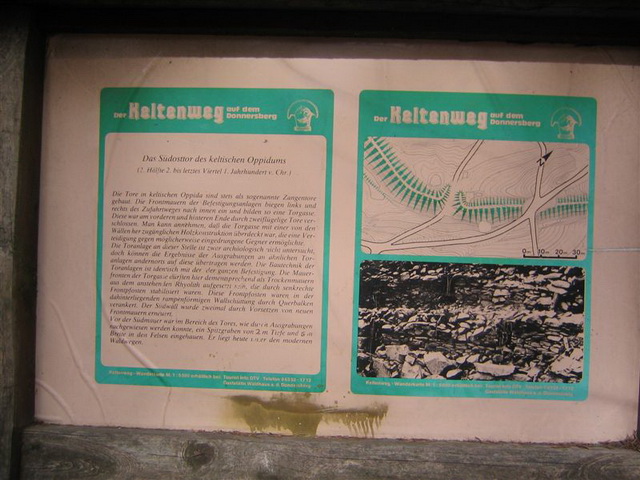 Der Keltenweg auf dem Donnersberg
Das Südosttor des keltischen Oppidums
(2. Hälfte 2. bis letztes Viertel 1. Jahrhundert v. Chr.)
Die Tore in keltischen Oppida sind stets als sogenannte Zangentore
gebaut. Die Frontmauern der Befestigungsanlagen biegen links und
rechts des Zufahrtweges nach innen ein und bilden so eine Torgasse.
Diese war am vorderen und hinteren Ende durch zweiflügelige Tore ver-
schlossen. Man kann annehmen, daß die Torgasse mit einer von den
Wällen her zugänglichen Holzkonstruktion überdeckt war, die eine Ver-
teidigung gegen möglicherweise eingedrungene Gegner ermöglichte.
Die Toranlage an dieser Stelle ist zwar archäologisch nicht untersucht,
doch können die Ergebnisse der Ausgrabungen an ähnlichen Tor-
anlagen andernorts auf diese übertragen werden. Die Bautechnik der
Toranlagen ist identisch mit der der ganzen Befestigung. Die Mauer-
fronten der Torgasse dürften hier dementsprechend als Trockenmauern
aus dem anstehenden Rhyolith aufgesetzt sein, die durch senkrechte
Frontpfosten stabilisiert waren. Diese Frontpfosten waren in der
dahinterliegenden rampenförmigen Wallschüttung durch Querbalken
verankert. Der Südwall wurde zweimal durch Vorsetzen von neuen
Frontmauern erneuert.
Vor der Südmauer war im Bereich des Tores, wie durch Ausgrabungen
nachgewiesen werden konnte, ein Spitzgraben von 2 m Tiefe und
Breite in den Felsen eingehauen. Er liegt heute unter den modernen
Waldwegen.
Der Keltenweg auf dem Donnersberg
0m 10m 20m 30m